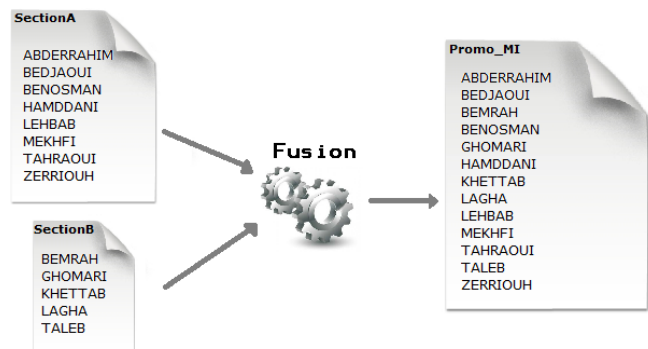 SectionA
ABDERRAHIM
BEDJAOUI
BENOSMAN
HAMDDANI
LEHBAB
MEKHFI
TAHRAOUI
ZERRIOUH
SectionB
BEMRAH
GHOMARI
KHETTAB
LAGHA
TALEB
Fusion
Promo_MI
ABDERRAHIM
BEDJAOUI
BEMRAH
BENOSMAN
GHOMARI
HAMDDANI
KHETTAB
LAGHA
LEHBAB
MEKHFI
TAHRAOUI
TALEB
ZERRIOUH